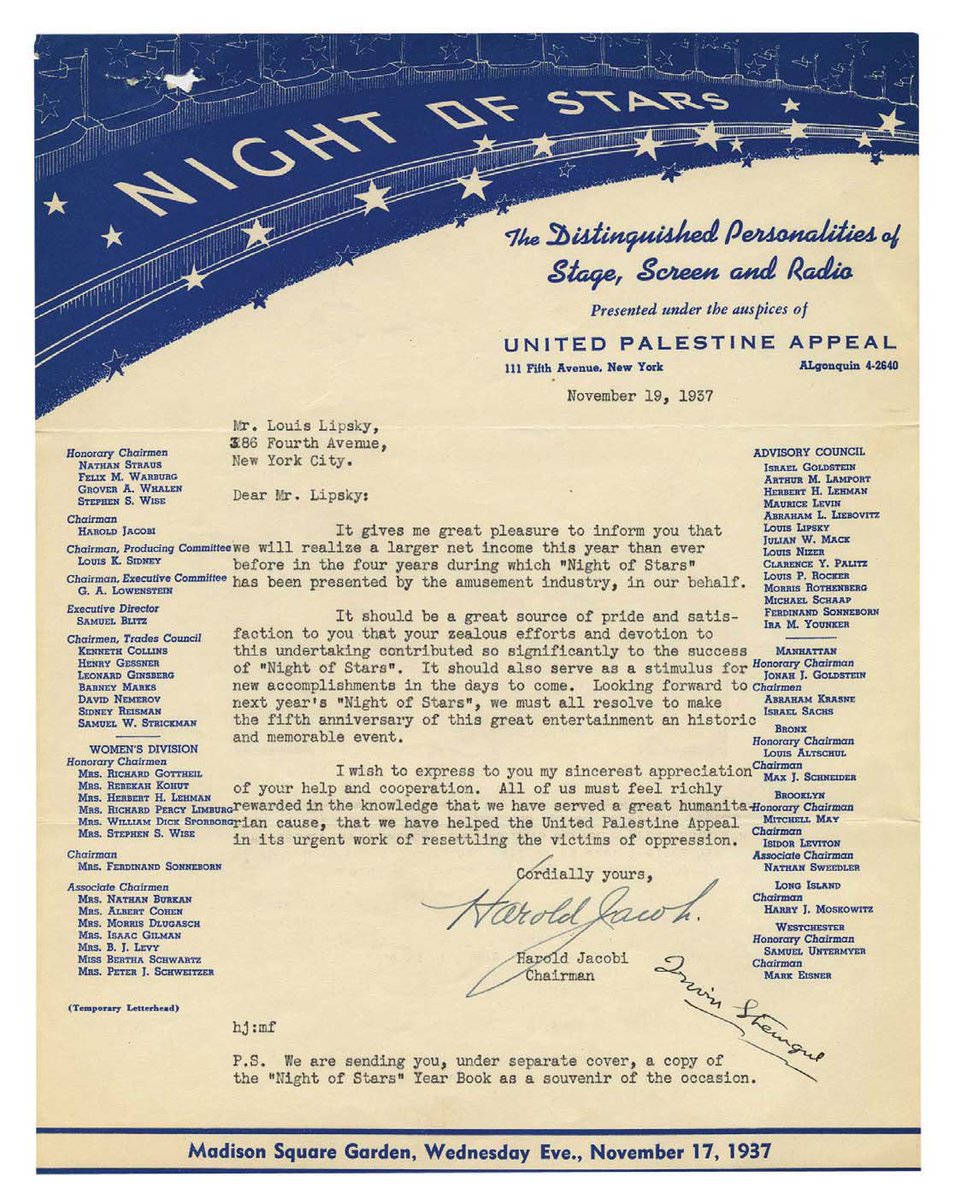 NIGHT OF STARS
The Distinguished Personalities of
Stage, Screen and Radio
Presented under the auspices of
UNITED PALESTINE APPEAL
111 Fifth Avenue, New York ALgonquin 4-2640
November 19, 1937
Mr. Louis Lipsky,
386 Fourth Avenue,
New York City.
Dear Mr. Lipsky:
It gives me great pleasure to inform you that
we will realize a larger net income this year than ever
before in the four years during which "Night of Stars"
has been presented by the amusement industry, in our behalf.
It should be a great source of pride and satis-
faction to you that your zealous efforts and devotion to
this undertaking contributed so significantly to the success
of "Night of Stars". It should also serve as a stimulus for
new accomplishments in the days to come. Looking forward to
next year's "Night of Stars", we must all resolve to make
the fifth anniversary of this great entertainment an historic
and memorable event.
I wish to express to you my sincerest appreciation
of your help and cooperation. All of us must feel richly
rewarded in the knowledge that we have served a great humanita-
rian cause, that we have helped the United Palestine Appeal
in its urgent work of resettling the victims of oppression.
Cordially yours,
Harold Jacobi
Harold Jacobi
Chairman
hj:mf
P.S. We are sending you, under separate cover, a copy of
the "Night of Stars" Year Book as a souvenir of the occasion.
Honorary Chairmen
NATHAN STRAUS
FELIX M. WARBURG
GROVER A. WHALEN
STEPHEN S. WISE
Chairman
HAROLD JACOBI
Chairman, Producing Committee
LOUIS K. SIDNEY
Chairman, Executive Committee
G. A. LOWENSTEIN
Executive Director
SAMUEL BLITZ
Chairmen, Trades Council
KENNETH COLLINS
HENRY GESSNER
LEONARD GINSBERG
BARNEY MARKS
DAVID NEMEROV
SIDNEY REISMAN
SAMUEL W. STRICKMAN
WOMEN'S DIVISION
Honorary Chairmen
MRS. RICHARD GOTTHEIL
MRS. REBEKAH KOHUT
MRS. HERBERT H. LEHMAN
MRS. RICHARD PERCY LIMBURG
MRS. WILLIAM DICK SPORBORG
MRS. STEPHEN S. WISE
Chairman
MRS. FERDINAND SONNEBORN
Associate Chairmen
MRS. NATHAN BURKAN
MRS. ALBERT COHEN
MRS. MORRIS DLUGASCH
MRS. ISAAC GILMAN
MRS. B. J. LEVY
MISS BERTHA SCHWARTZ
MRS. PETER J. SCHWEITZER
(Temporary Letterhead)
ADVISORY COUNCIL
ISRAEL GOLDSTEIN
ARTHUR M. LAMPORT
HERBERT H. LEHMAN
MAURICE LEVIN
ABRAHAM L. LIEBOVITZ
LOUIS LIPSKY
JULIAN W. MACK
LOUIS NIZER
CLARENCE Y. PALITZ
LOUIS P. ROCKER
MORRIS ROTHENBERG
MICHAEL SCHAAP
FERDINAND SONNEBORN
IRA M. YOUNKER
MANHATTAN
Honorary Chairman
JONAH J. GOLDSTEIN
Chairmen
ABRAHAM KRASNE
ISRAEL SACHS
BRONX
Honorary Chairman
LOUIS ALTSCHUL
Chairman
MAX J. SCHNEIDER
BROOKLYN
Honorary Chairman
MITCHELL MAY
Chairman
ISIDOR LEVITON
Associate Chairman
NATHAN SWEEDLER
LONG ISLAND
Chairman
HARRY J. MOSKOWITZ
WESTCHESTER
Honorary Chairman
SAMUEL UNTERMYER
Chairman
MARK EISNER
Irwin
Madison Square Garden, Wednesday Eve., November 17, 1937